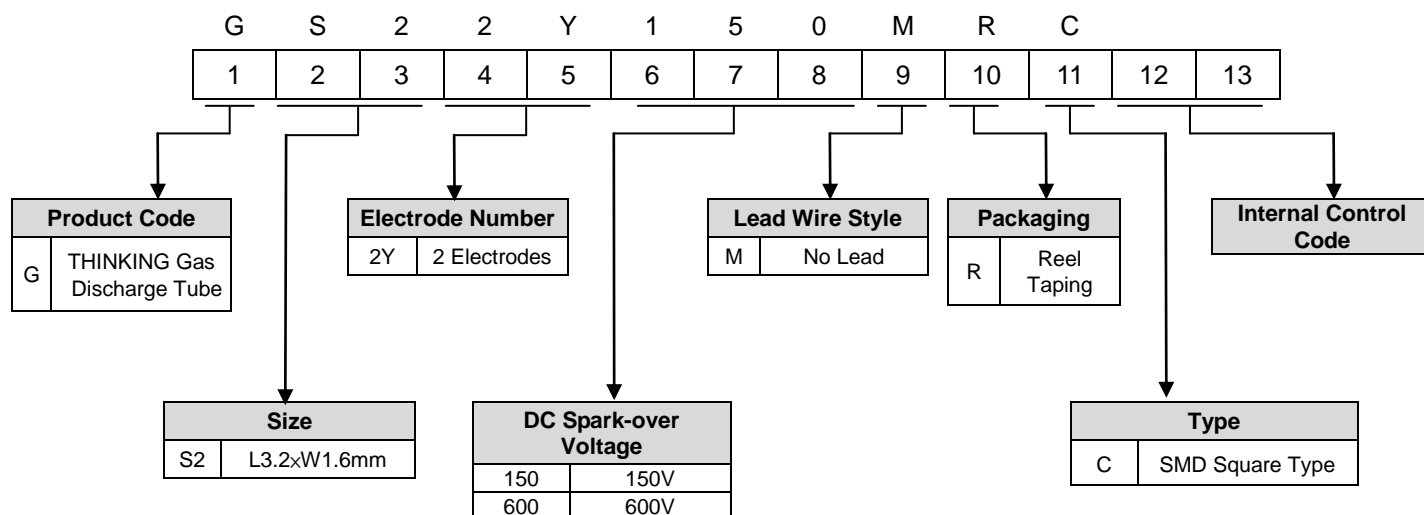 G S 2 2 Y 1 5 0 M R C
1 2 3 4 5 6 7 8 9 10 11 12 13
Product Code
G THINKING Gas
Discharge Tube
Electrode Number
2Y 2 Electrodes
Lead Wire Style
M No Lead
Packaging
R Reel
Taping
Internal Control
Code
Size
S2 L3.2×W1.6mm
DC Spark-over
Voltage
150 150V
600 600V
Type
C SMD Square Type